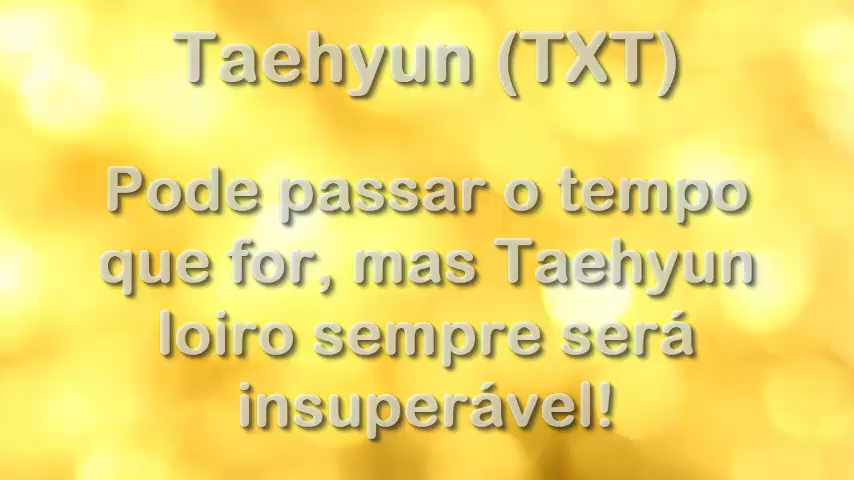 Taehyun (TXT)
Pode passar o tempo
que for, mas Taehyun
loiro sempre será
insuperável!